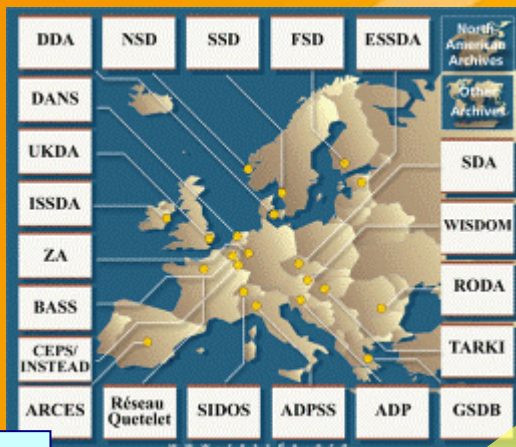 DDA
NSD
SSD
FSD
ESSDA
North
American
Archives
DANS
Other
Archives
UKDA
SDA
ISSDA
WISDOM
ZA
RODA
BASS
CEPS/
INSTEAD
TARKI
ARCES
Réseau
Quetelet
SIDOS
ADPSS
ADP
GSDB